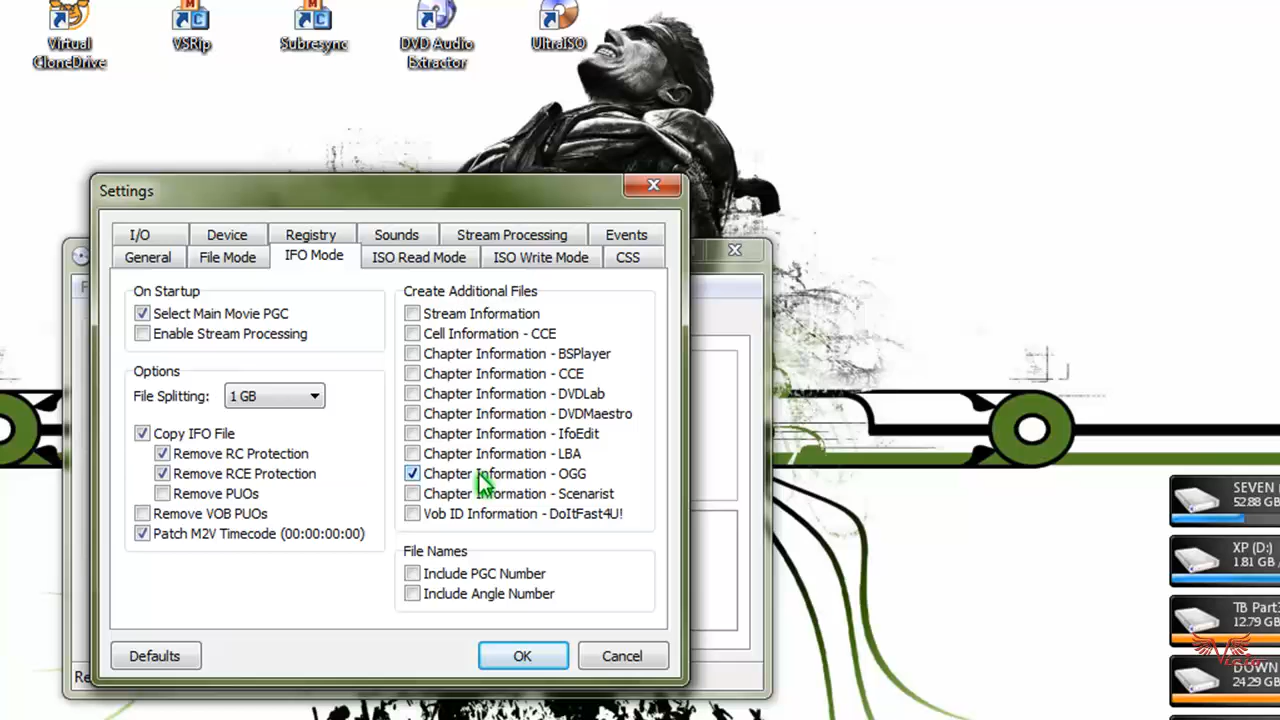 Virtual
CloneDrive
VSRip
Subresync
DVD Audio
Extractor
UltraISO
Settings
I/O
Device
Registry
Sounds
Stream Processing
Events
General
File Mode
IFO Mode
ISO Read Mode
ISO Write Mode
CSS
On Startup
Select Main Movie PGC
Enable Stream Processing
Options
File Splitting:
1 GB
Copy IFO File
Remove RC Protection
Remove RCE Protection
Remove PUOs
Remove VOB PUOs
Patch M2V Timecode (00:00:00:00)
Create Additional Files
Stream Information
Cell Information - CCE
Chapter Information - BSPlayer
Chapter Information - CCE
Chapter Information - DVDLab
Chapter Information - DVDMaestro
Chapter Information - IfoEdit
Chapter Information - LBA
Chapter Information - OGG
Chapter Information - Scenarist
Vob ID Information - DoItFast4U!
File Names
Include PGC Number
Include Angle Number
Defaults
OK
Cancel
Re
SEVEN
52.88 GB
XP (D:)
1.81 GB /
TB Part
12.79 GB
DOWN
24.29 GB